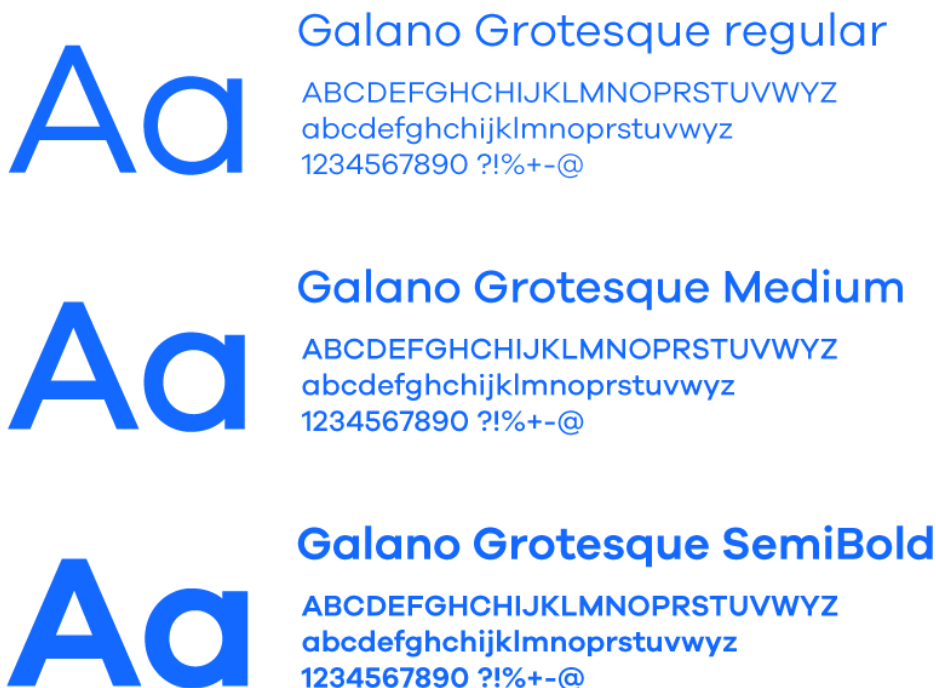 Aa
Galano Grotesque regular
ABCDEFGHCHIJKLMNOPRSTUVWYZ
abcdefghchijklmnoprstuvwyz
1234567890 ?!%+-@
Aa
Galano Grotesque Medium
ABCDEFGHCHIJKLMNOPRSTUVWYZ
abcdefghchijklmnoprstuvwyz
1234567890 ?!%+-@
Aa
Galano Grotesque SemiBold
ABCDEFGHCHIJKLMNOPRSTUVWYZ
abcdefghchijklmnoprstuvwyz
1234567890 ?!%+-@